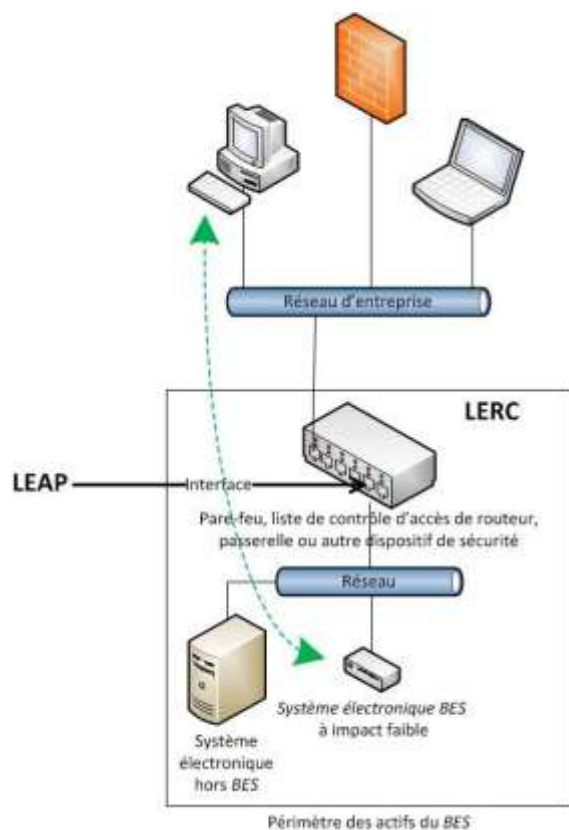 Réseau d'entreprise
LERC
LEAP
Interface
Pare-feu, liste de contrôle d'accès de routeur,
passerelle ou autre dispositif de sécurité
Réseau
Système électronique BES
à impact faible
Système
électronique
hors BES
Périmètre des actifs du BES